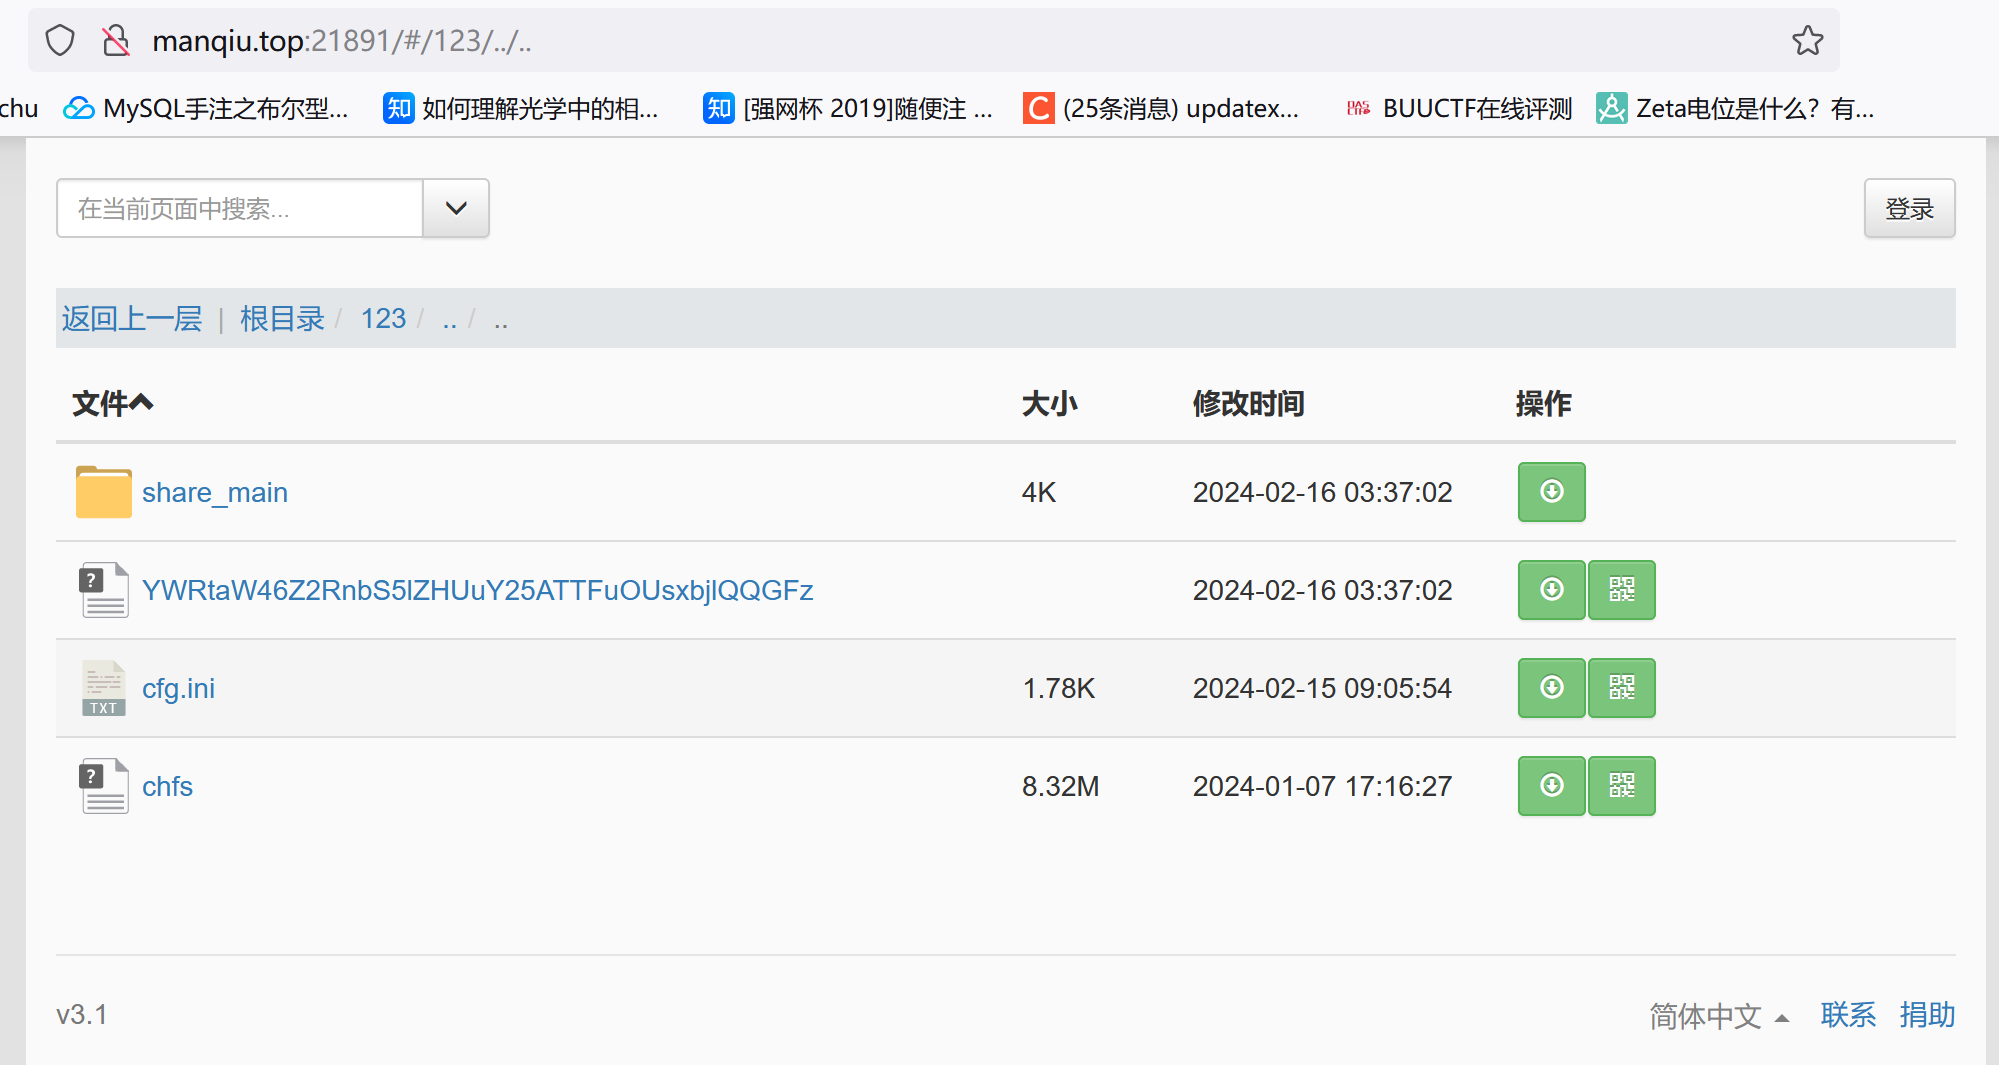 manqiu.top:21891/#/123/../..
chu MySQL手注之布尔型... 知 如何理解光学中的相... 知 [强网杯 2019]随便注 ... C (25条消息) updatex... BUUCTF在线评测 Zeta电位是什么？有...
在当前页面中搜索...
登录
返回上一层 | 根目录 / 123 / .. / ..
文件 大小 修改时间 操作
share_main 4K 2024-02-16 03:37:02
? YWRtaW46Z2RnbS5lZHUuY25ATTFuOUsxbjlQQGFz 2024-02-16 03:37:02
TXT cfg.ini 1.78K 2024-02-15 09:05:54
? chfs 8.32M 2024-01-07 17:16:27
v3.1
简体中文 联系 捐助